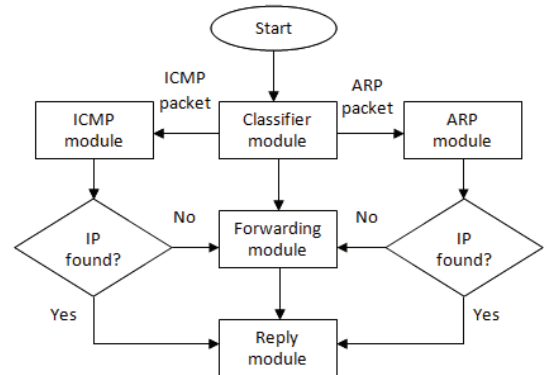 Start
ICMP
packet
ARP
packet
ICMP
module
Classifier
module
ARP
module
No
No
IP
found?
Forwarding
module
IP
found?
Yes
Yes
Reply
module